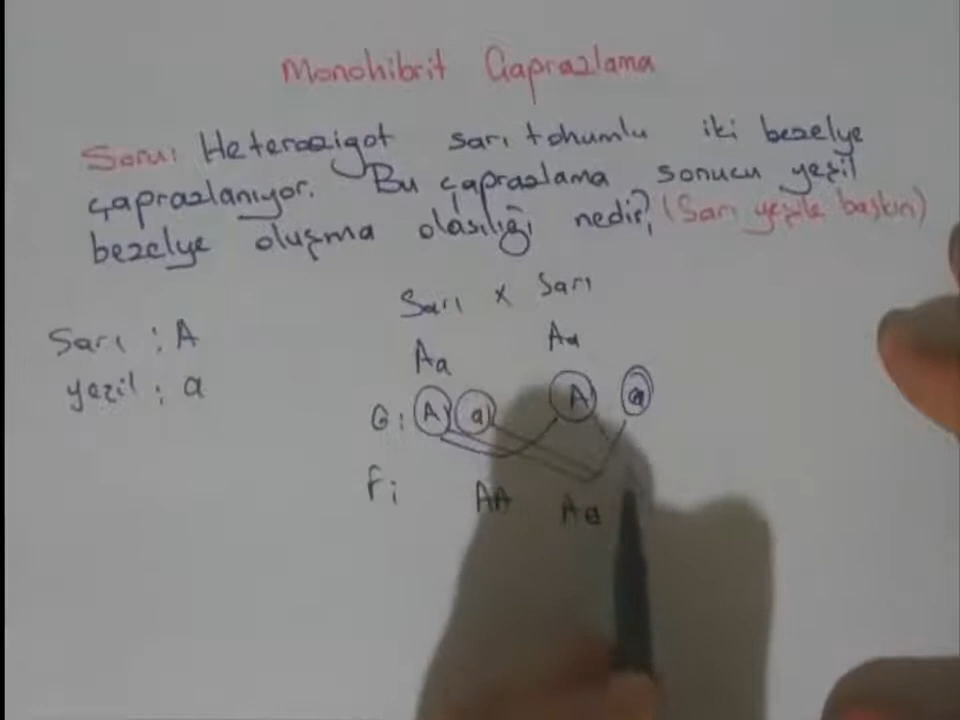 Monohibrit Çaprazlama
Soru: Heterozigot sarı tohumlu iki bezelye
çaprazlanıyor. Bu çaprazlama sonucu yeşil
bezelye oluşma olasılığı nedir? (Sarı yeşile baskın)
Sarı x Sarı
Sarı : A
Aa Aa
yeşil : a
G: A a A a
F: AA Aa